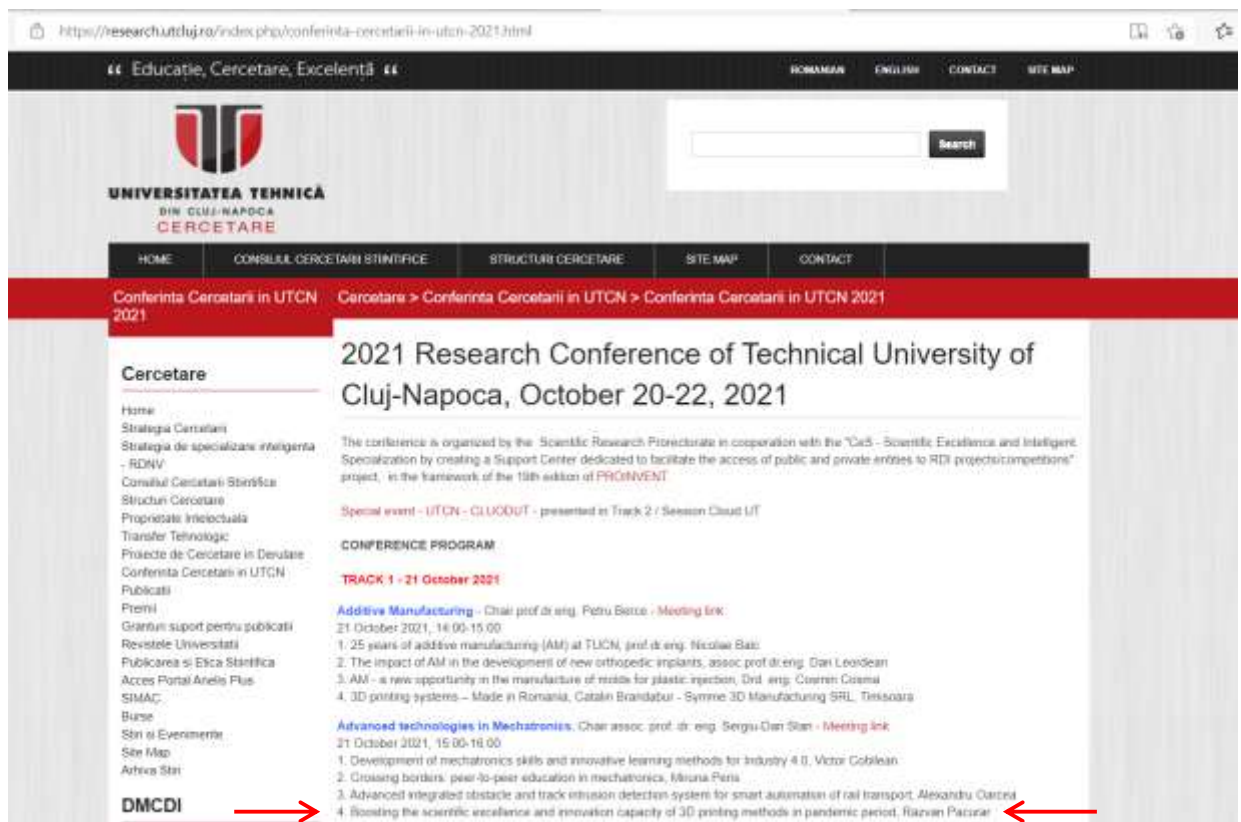 https://research.utcluj.ro/index.php/conferinta-cercetarii-in-utcn-2021.html
“ Educatie, Cercetare, Excelentă “
ROMANIAN ENGLISH CONTACT SITE MAP
Search
UNIVERSITATEA TEHNICĂ
DIN CLUJ-NAPOCA
CERCETARE
HOME CONSILIUL CERCETARII STIINTIFICE STRUCTURI CERCETARE SITE MAP CONTACT
Conferinta Cercetarii in UTCN
2021
Cercetare > Conferinta Cercetarii in UTCN > Conferinta Cercetarii in UTCN 2021
Cercetare
Home
Strategia Cercetarii
Strategia de specializare inteligenta
- RDNV
Consiliul Cercetarii Stiintifice
Structuri Cercetare
Proprietate Intelectuala
Transfer Tehnologic
Proiecte de Cercetare in Derulare
Conferinta Cercetarii in UTCN
Publicatii
Premii
Granturi suport pentru publicatii
Revistele Universitatii
Publicarea si Etica Stiintifica
Acces Portal Anelis Plus
SIMAC
Burse
Stiri si Evenimente
Site Map
Arhiva Stiri
DMCDI
2021 Research Conference of Technical University of
Cluj-Napoca, October 20-22, 2021
The conference is organized by the Scientific Research Prorectorate in cooperation with the "CeS - Scientific Excellence and Intelligent
Specialization by creating a Support Center dedicated to facilitate the access of public and private entities to RDI projects/competitions"
project, in the framework of the 19th edition of PROINVENT
Special event - UTCN - CLUODUT - presented in Track 2 / Session Cloud UT
CONFERENCE PROGRAM
TRACK 1 - 21 October 2021
Additive Manufacturing - Chair prof.dr.eng. Petru Berce - Meeting link
21 October 2021, 14:00-15:00
1. 25 years of additive manufacturing (AM) at TUCN, prof.dr.eng. Nicolae Balc
2. The impact of AM in the development of new orthopedic implants, assoc.prof.dr.eng. Dan Leordean
3. AM - a new opportunity in the manufacture of molds for plastic injection, Drd. eng. Cosmin Cosma
4. 3D printing systems – Made in Romania, Catalin Brandabur - Symme 3D Manufacturing SRL, Timisoara
Advanced technologies in Mechatronics, Chair assoc. prof. dr. eng. Sergiu-Dan Stan - Meeting link
21 October 2021, 15:00-16:00
1. Development of mechatronics skills and innovative learning methods for Industry 4.0, Victor Cobilean
2. Crossing borders: peer-to-peer education in mechatronics, Miruna Peris
3. Advanced integrated obstacle and track intrusion detection system for smart automation of rail transport, Alexandru Oarcea
4. Boosting the scientific excellence and innovation capacity of 3D printing methods in pandemic period, Razvan Pacurar